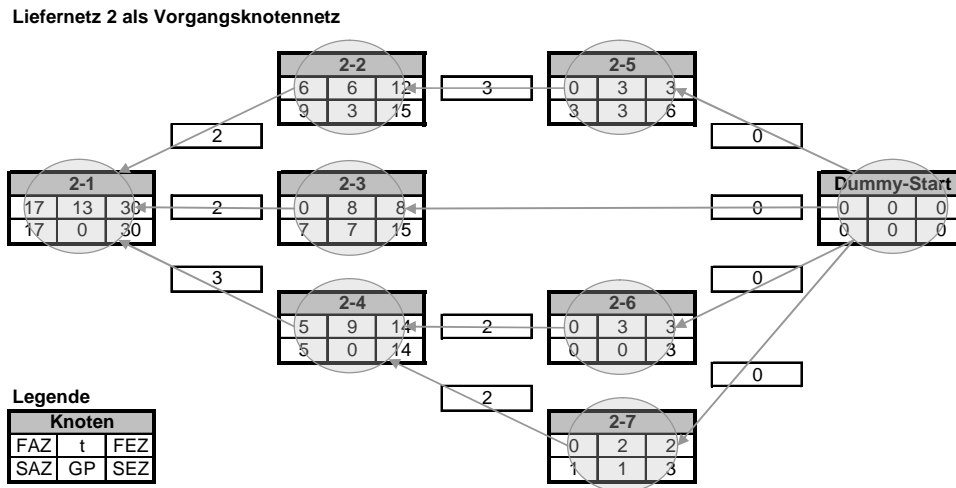 Liefernetz 2 als Vorgangsknotennetz
2-2 2-5
6 6 12 3 0 3 3
9 3 15 3 3 6
2 0
2-1 2-3 Dummy-Start
17 13 30 2 0 8 8 0 0 0 0
17 0 30 7 7 15 0 0 0
3 0
2-4 2-6
5 9 14 2 0 3 3
5 0 14 0 0 3
0
Legende 2
Knoten 2-7
FAZ t FEZ 0 2 2
SAZ GP SEZ 1 1 3